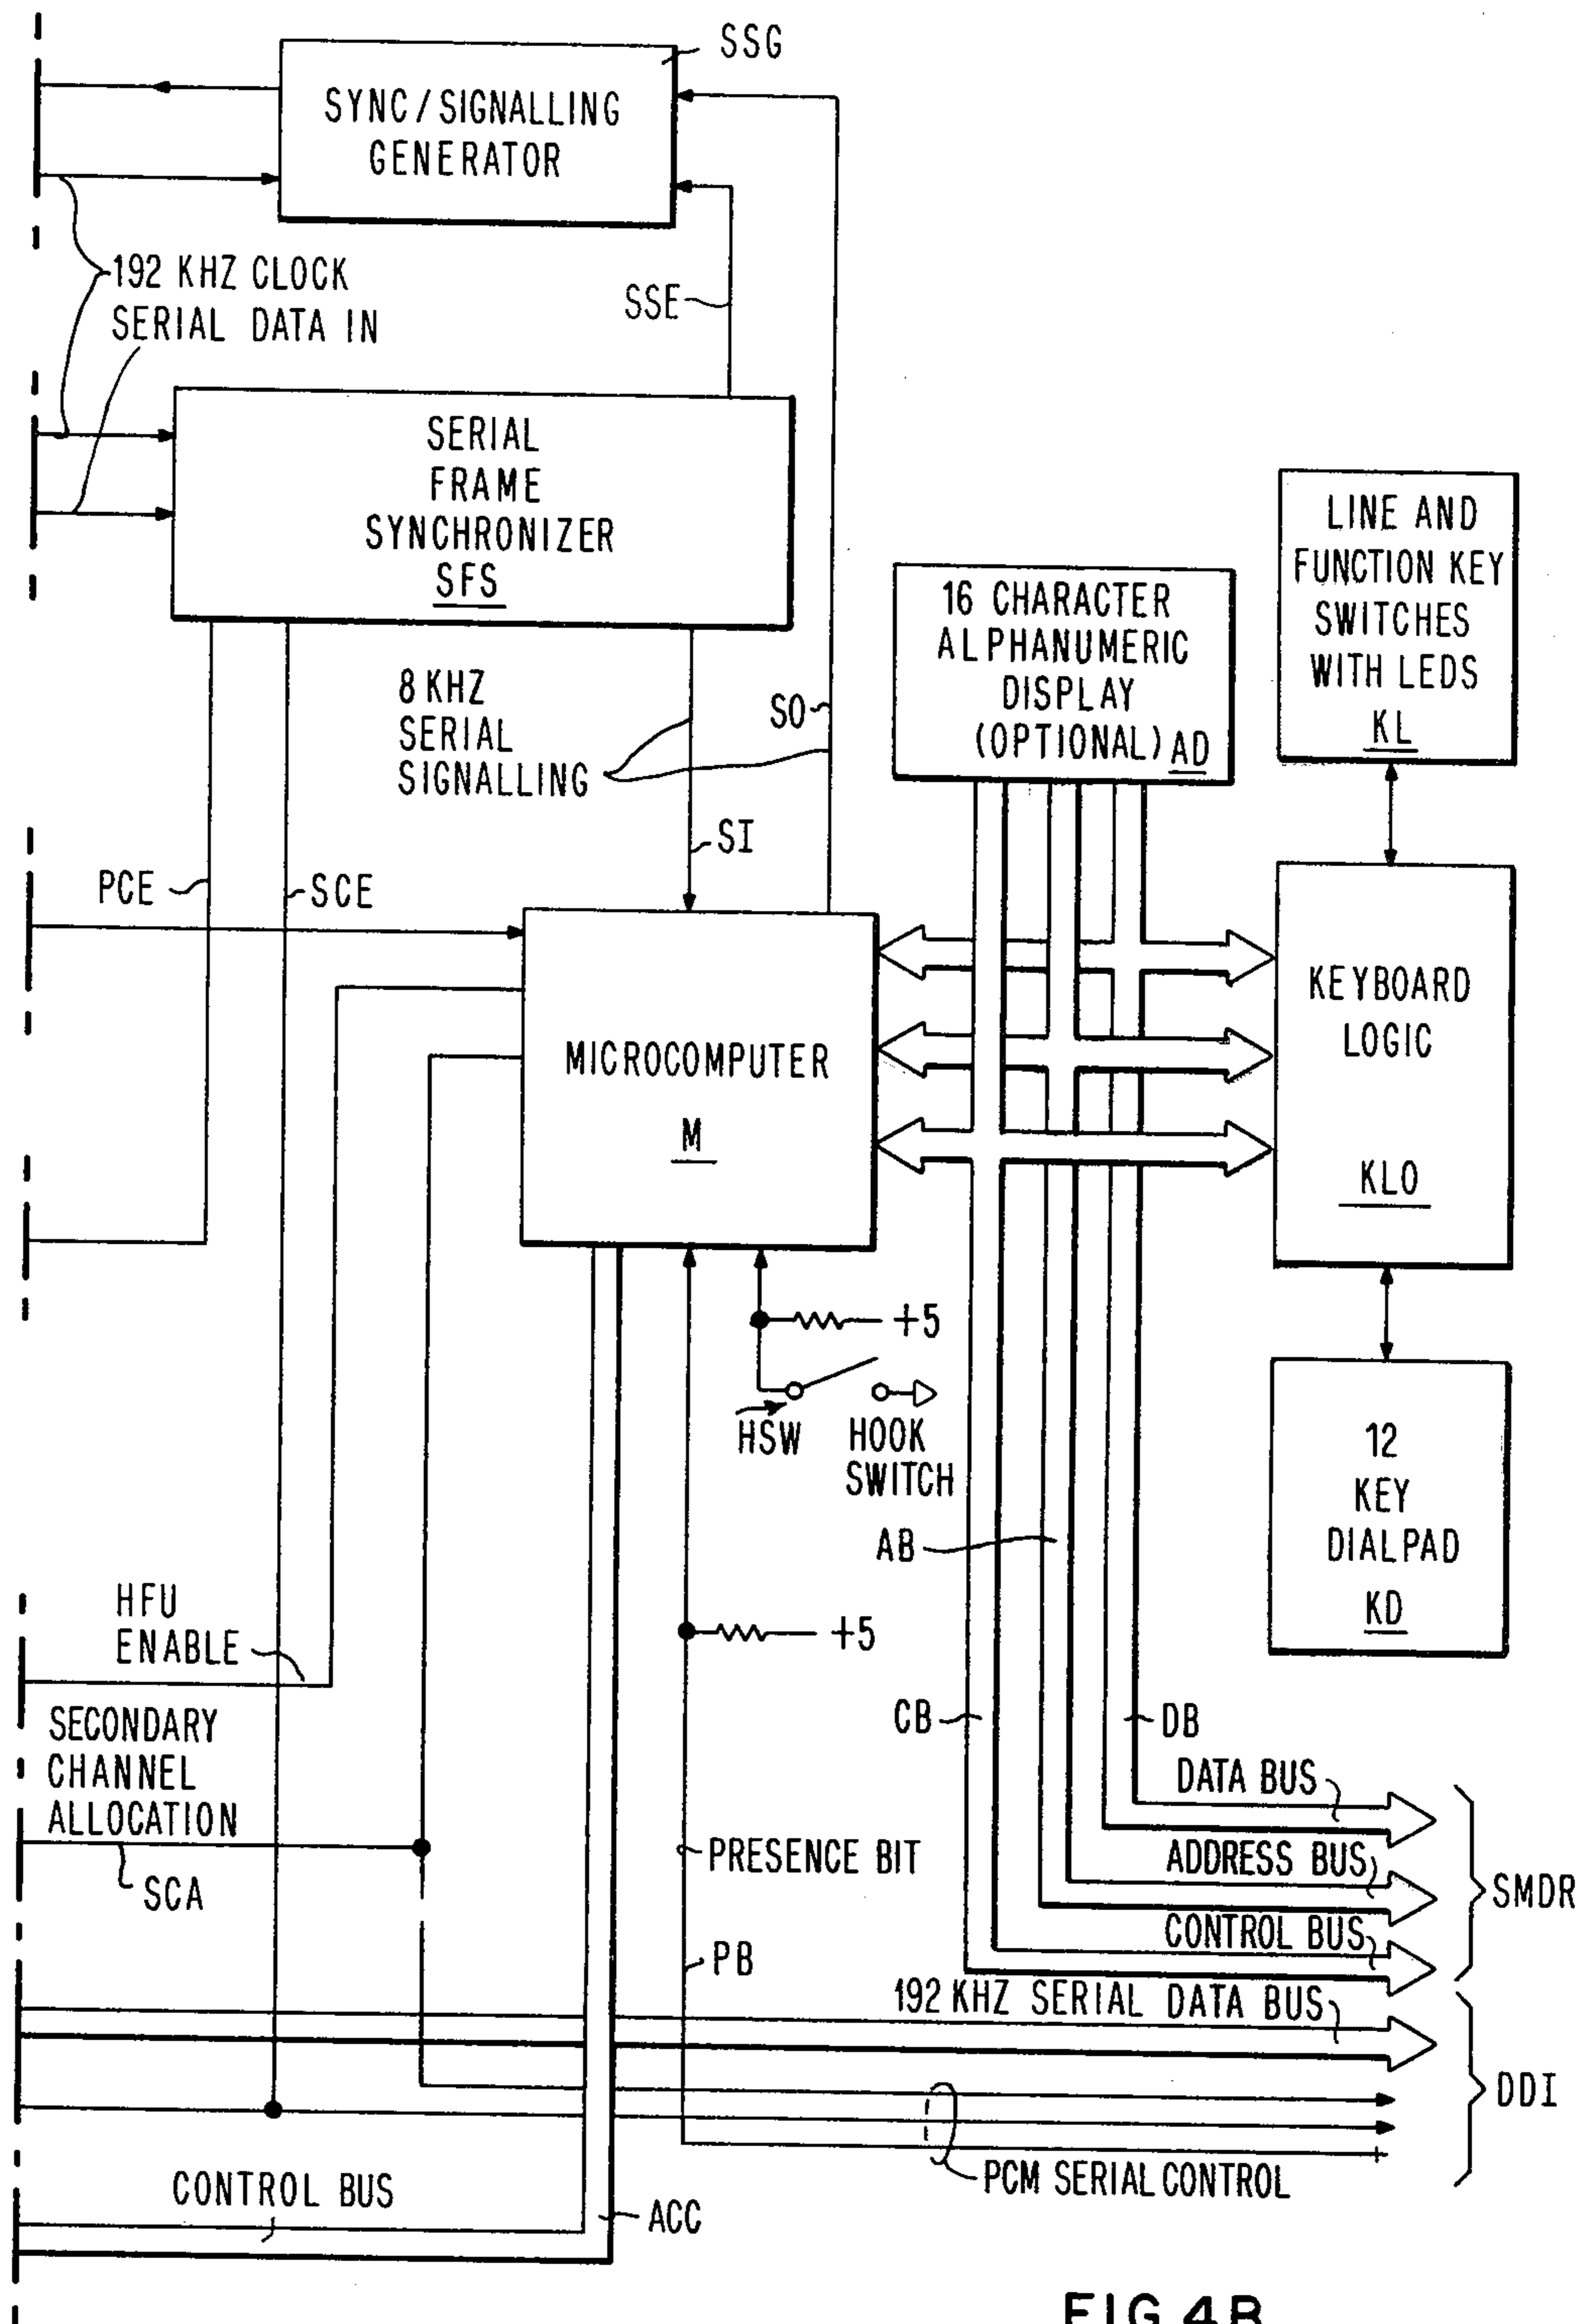 SSG
SYNC/SIGNALLING
GENERATOR
192 KHZ CLOCK
SERIAL DATA IN
SSE
SERIAL
FRAME
SYNCHRONIZER
SFS
LINE AND
FUNCTION KEY
SWITCHES
WITH LEDS
KL
16 CHARACTER
ALPHANUMERIC
DISPLAY
(OPTIONAL) AD
8 KHZ
SERIAL
SIGNALLING
SO
SI
PCE
SCE
MICROCOMPUTER
M
KEYBOARD
LOGIC
KLO
+5
HSW
HOOK
SWITCH
12
KEY
DIALPAD
KD
AB
HFU
ENABLE
+5
SECONDARY
CHANNEL
ALLOCATION
SCA
CB
DB
DATA BUS
PRESENCE BIT
ADDRESS BUS
SMDR
CONTROL BUS
PB
192 KHZ SERIAL DATA BUS
DDI
PCM SERIAL CONTROL
CONTROL BUS
ACC
FIG. 4B